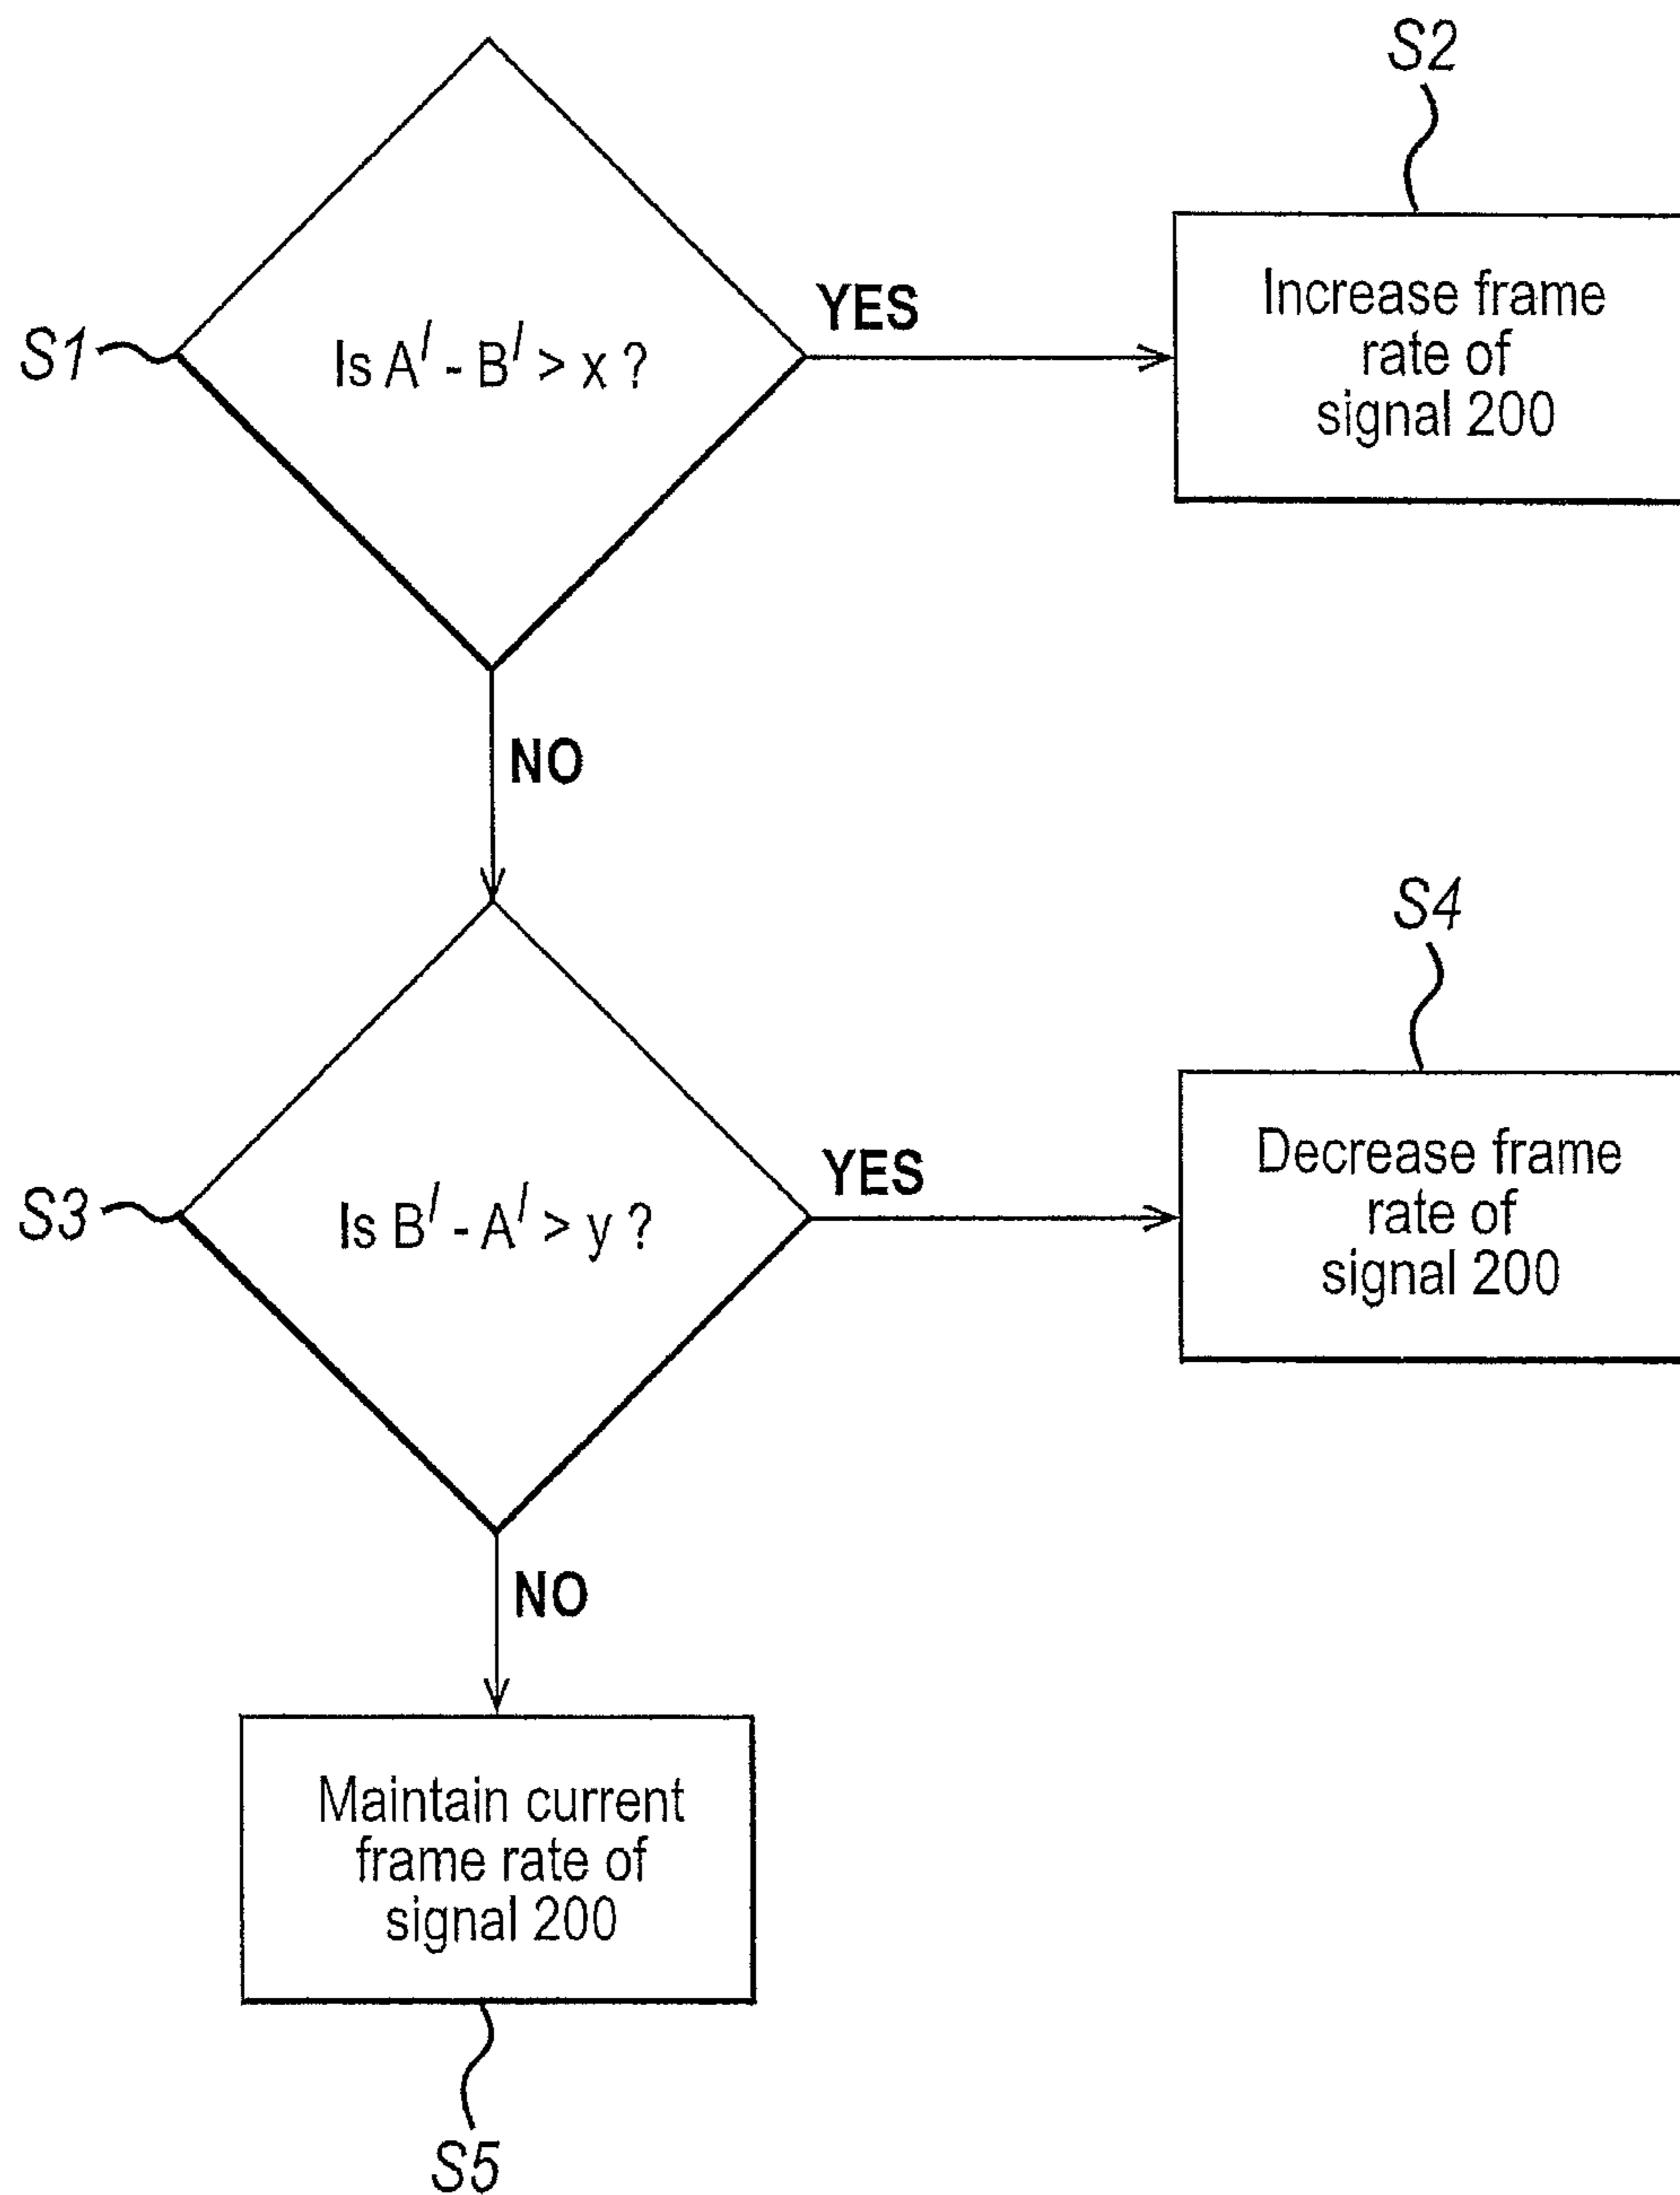 S2
Increase frame
rate of
signal 200
YES
S1
Is A′ - B′ > x ?
NO
S4
Decrease frame
rate of
signal 200
YES
S3
Is B′ - A′ > y ?
NO
Maintain current
frame rate of
signal 200
S5